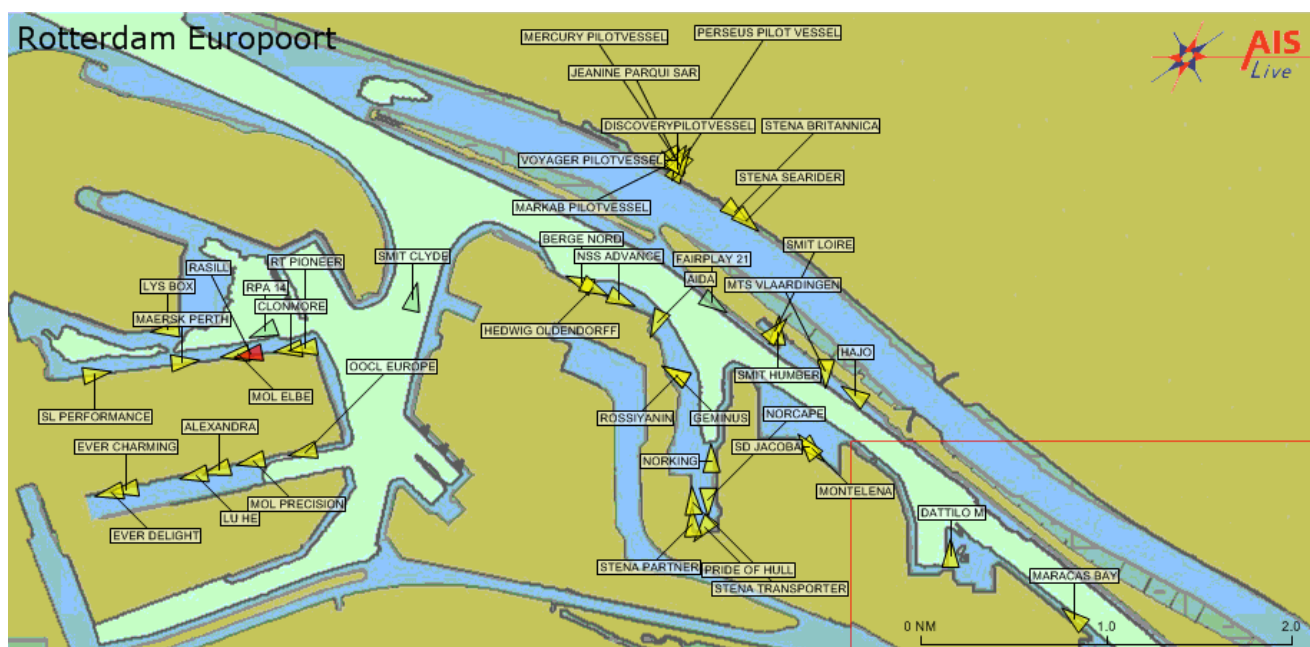 Rotterdam Europoort
MERCURY PILOTVESSEL
PERSEUS PILOT VESSEL
AIS
Live
JEANINE PARQUI SAR
DISCOVERYPILOTVESSEL
STENA BRITANNICA
VOYAGER PILOTVESSEL
STENA SEARIDER
MARKAB PILOTVESSEL
BERGE NORD
SMIT LOIRE
SMIT CLYDE
NSS ADVANCE
FAIRPLAY 21
RT PIONEER
RASILL
AIDA
LYS BOX
RPA 14
MTS VLAARDINGEN
CLONMORE
MAERSK PERTH
HEDWIG OLDENDORFF
HAJO
OOCL EUROPE
SMIT HUMBER
MOL ELBE
SL PERFORMANCE
ROSSIYANIN
GEMINUS
NORCAPE
ALEXANDRA
EVER CHARMING
SD JACOBA
NORKING
MONTELENA
MOL PRECISION
LU HE
DATTILO M
EVER DELIGHT
STENA PARTNER
PRIDE OF HULL
MARACAS BAY
STENA TRANSPORTER
0 NM
1.0
2.0